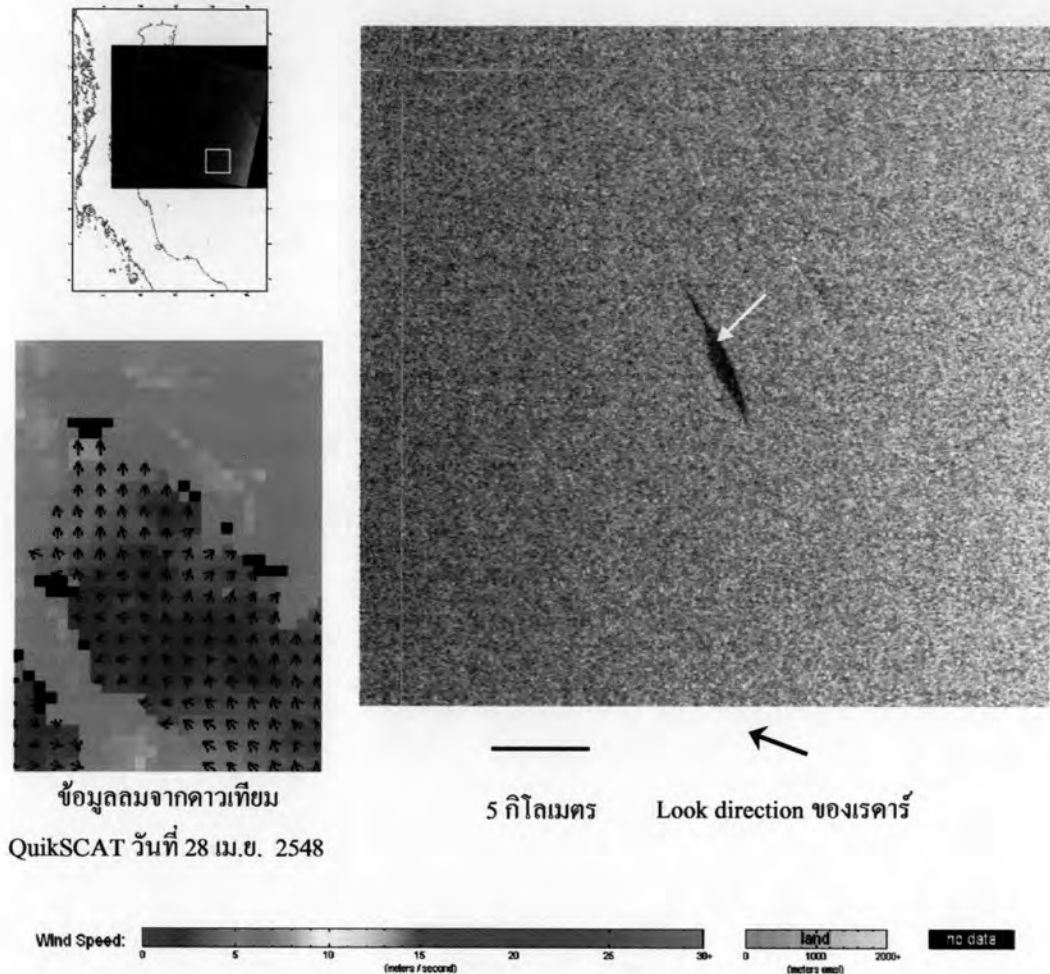 ข้อมูลลมจากดาวเทียม
QuikSCAT วันที่ 28 เม.ย. 2548
5 กิโลเมตร
Look direction ของเรดาร์
Wind Speed:
0 5 10 15 20 25 30+
(meters / second)
land
0 1000 2000+
(meters amsl)
no data